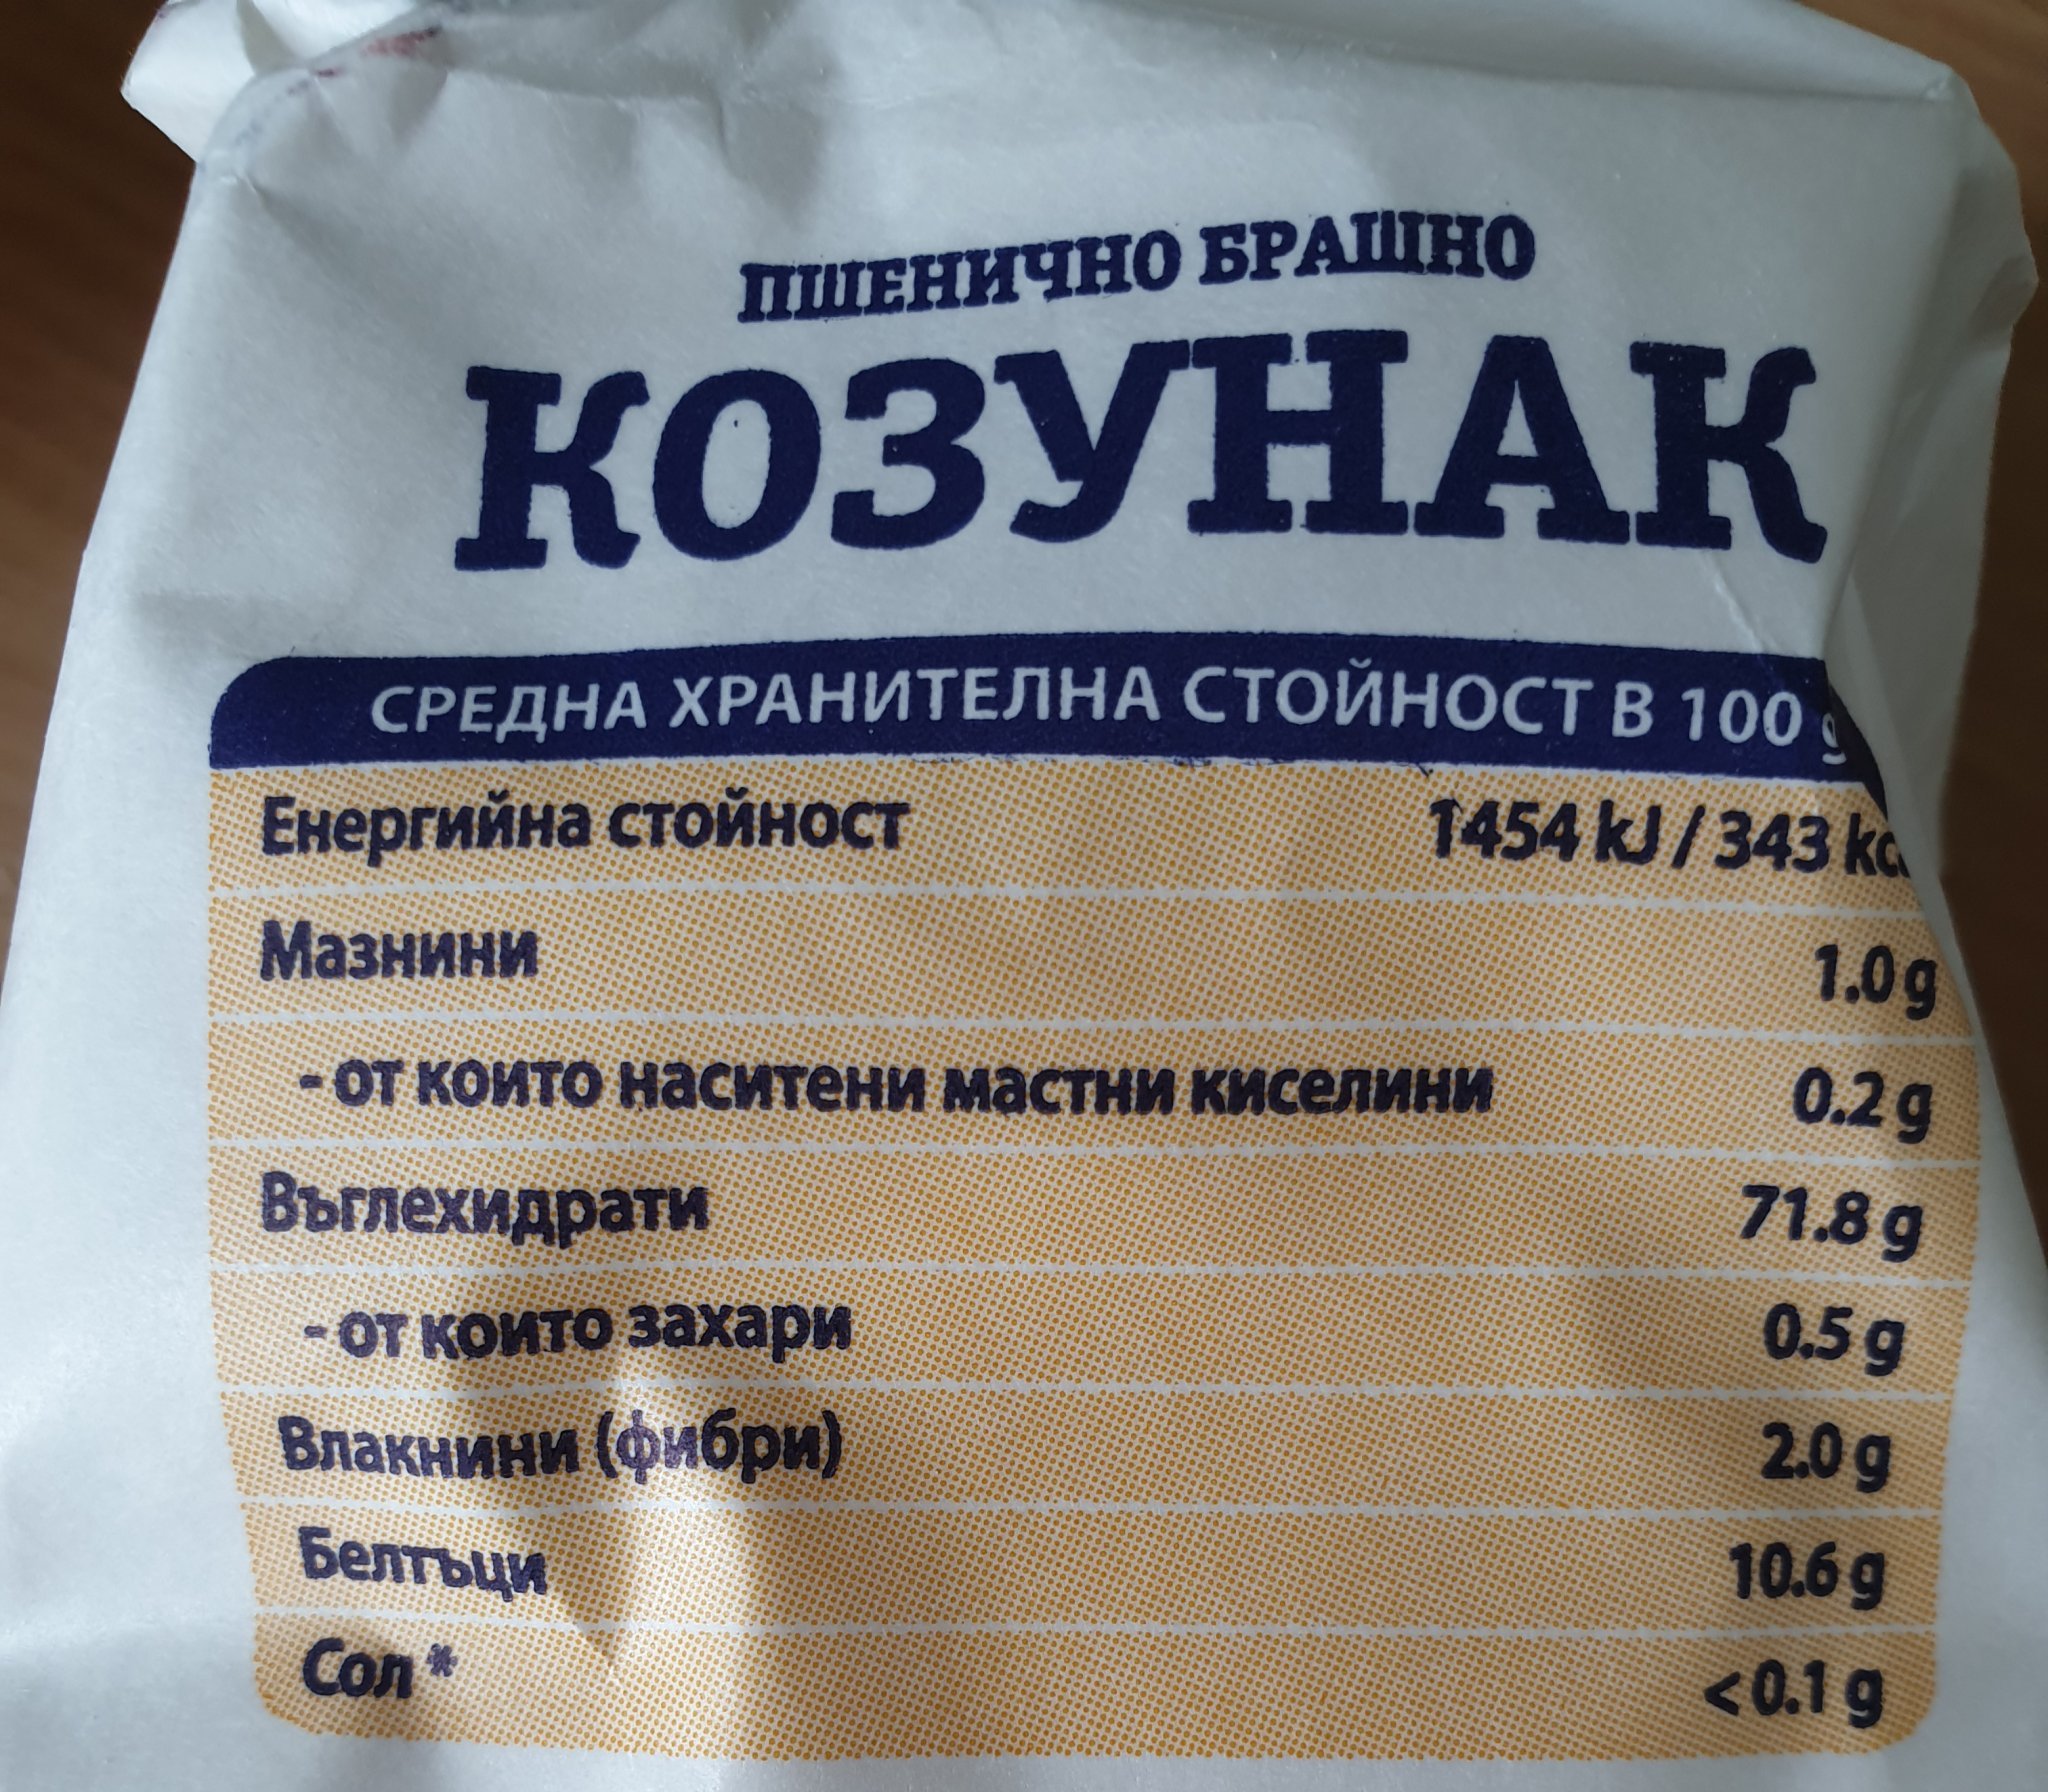 ПШЕНИЧНО БРАШНО
КОЗУНАК
СРЕДНА ХРАНИТЕЛНА СТОЙНОСТ В 100 g
Енергийна стойност 1454 kJ / 343 kc
Мазнини 1.0 g
- от които наситени мастни киселини 0.2 g
Въглехидрати 71.8 g
- от които захари 0.5 g
Влакнини (фибри) 2.0 g
Белтъци 10.6 g
Сол * <0.1 g